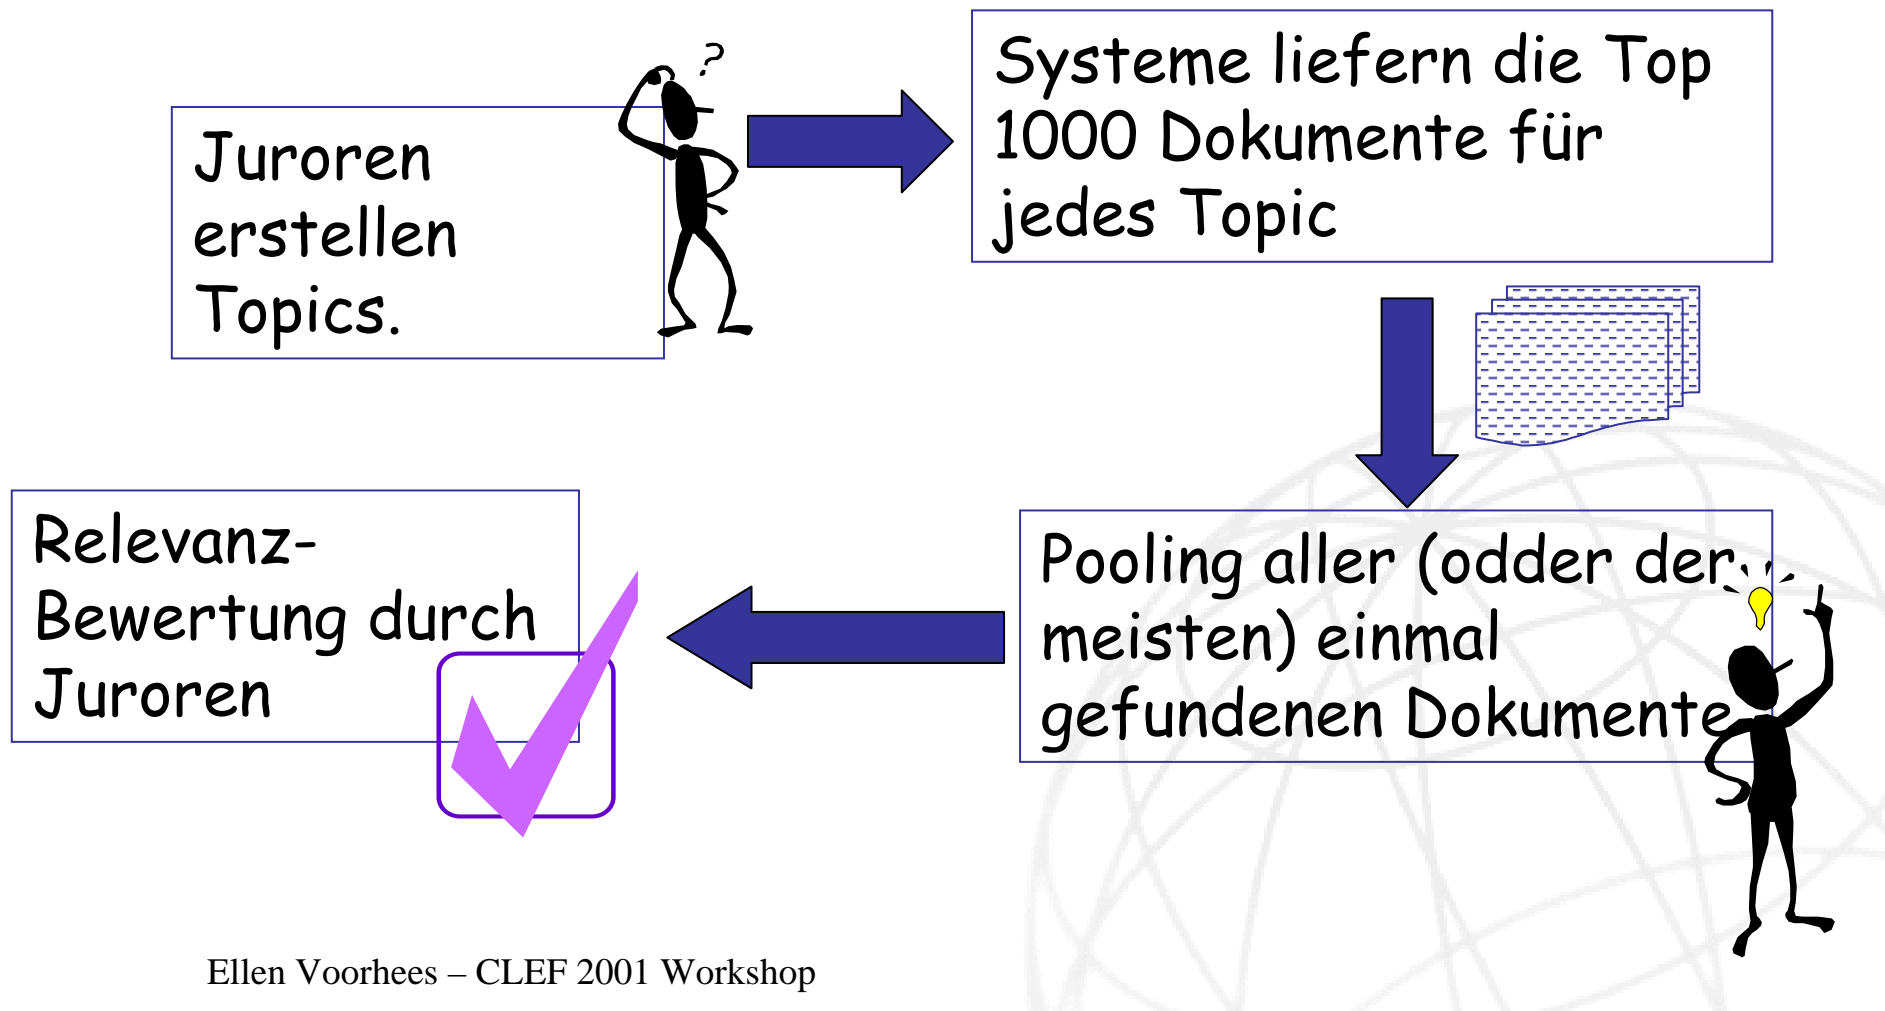 Juroren
erstellen
Topics.
?
Systeme liefern die Top
1000 Dokumente für
jedes Topic
Pooling aller (odder der
meisten) einmal
gefundenen Dokumente
Relevanz-
Bewertung durch
Juroren
Ellen Voorhees – CLEF 2001 Workshop